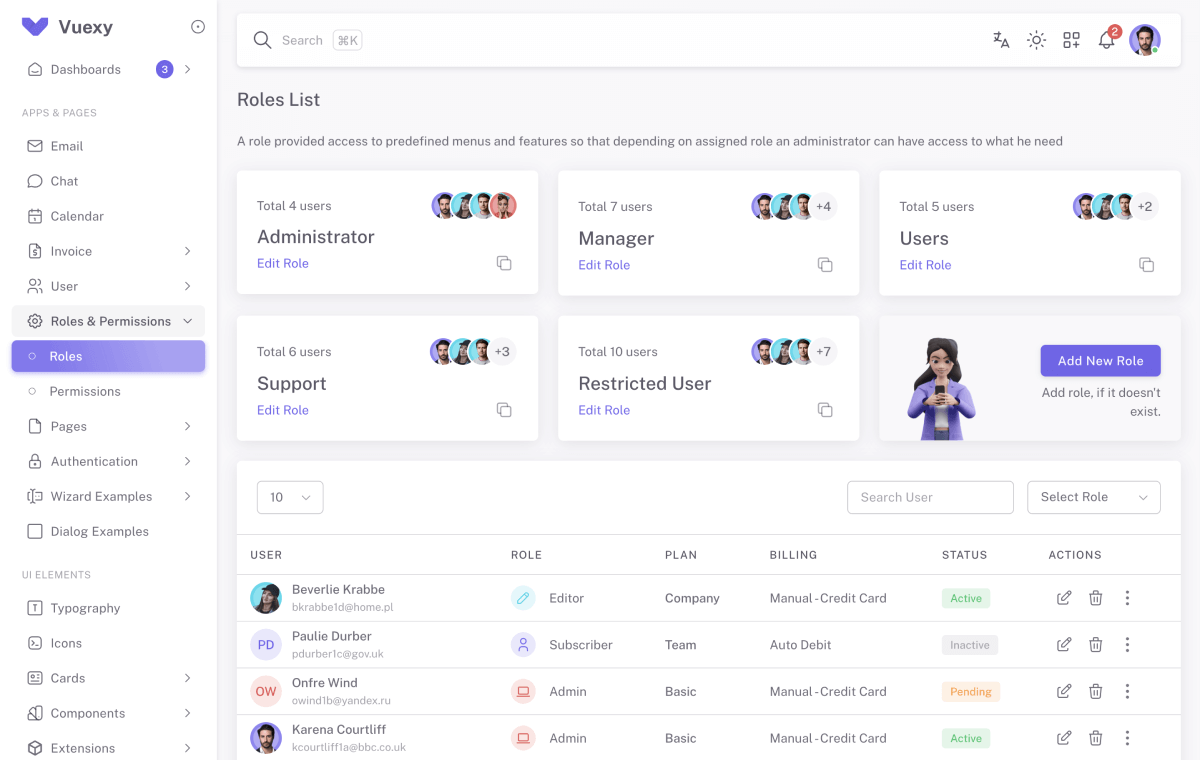 Vuexy
Dashboards 3
APPS & PAGES
Email
Chat
Calendar
Invoice
User
Roles & Permissions
Roles
Permissions
Pages
Authentication
Wizard Examples
Dialog Examples
UI ELEMENTS
Typography
Icons
Cards
Components
Extensions
Search ⌘K
2
Roles List
A role provided access to predefined menus and features so that depending on assigned role an administrator can have access to what he need
Total 4 users
Administrator
Edit Role
Total 7 users +4
Manager
Edit Role
Total 5 users +2
Users
Edit Role
Total 6 users +3
Support
Edit Role
Total 10 users +7
Restricted User
Edit Role
Add New Role
Add role, if it doesn't
exist.
10 Search User Select Role
USER ROLE PLAN BILLING STATUS ACTIONS
Beverlie Krabbe
bkrabbe1d@home.pl
Editor Company Manual - Credit Card Active
PD Paulie Durber
pdurber1c@gov.uk
Subscriber Team Auto Debit Inactive
OW Onfre Wind
owind1b@yandex.ru
Admin Basic Manual - Credit Card Pending
Karena Courtliff
kcourtliff1a@bbc.co.uk
Admin Basic Manual - Credit Card Active